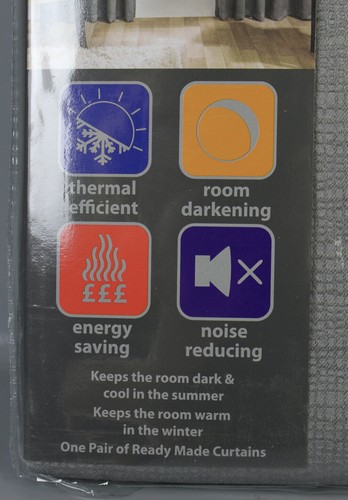 thermal
efficient
room
darkening
£££
energy
saving
noise
reducing
Keeps the room dark &
cool in the summer
Keeps the room warm
in the winter
One Pair of Ready Made Curtains